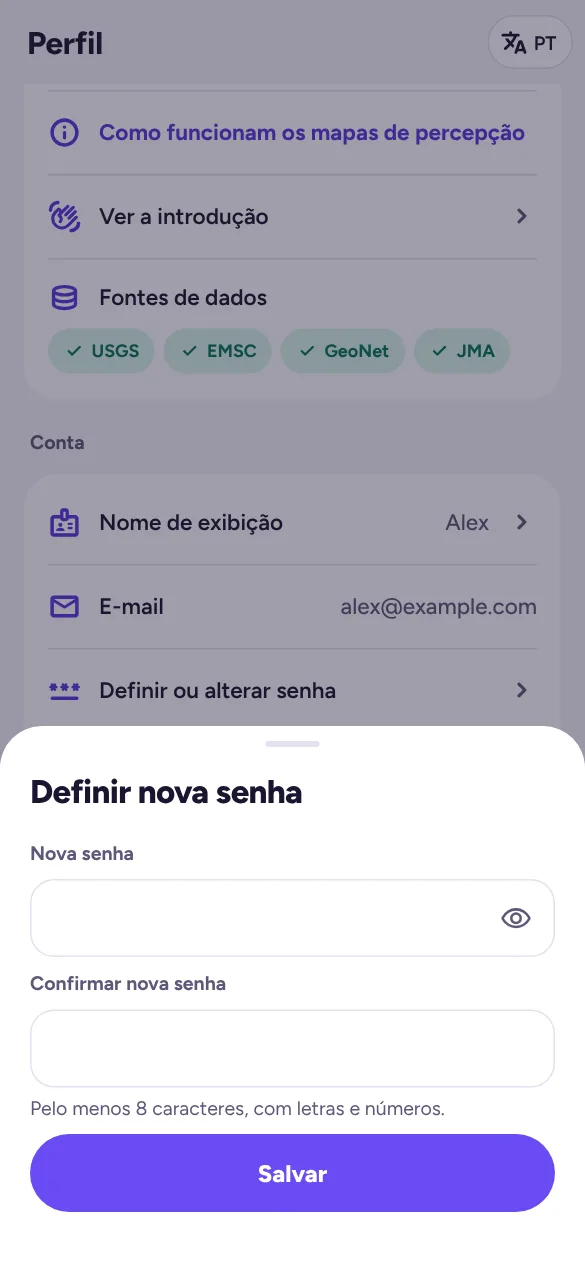 Perfil
PT
Como funcionam os mapas de percepção
Ver a introdução
Fontes de dados
USGS EMSC GeoNet JMA
Conta
Nome de exibição Alex
E-mail alex@example.com
Definir ou alterar senha
Definir nova senha
Nova senha
Confirmar nova senha
Pelo menos 8 caracteres, com letras e números.
Salvar